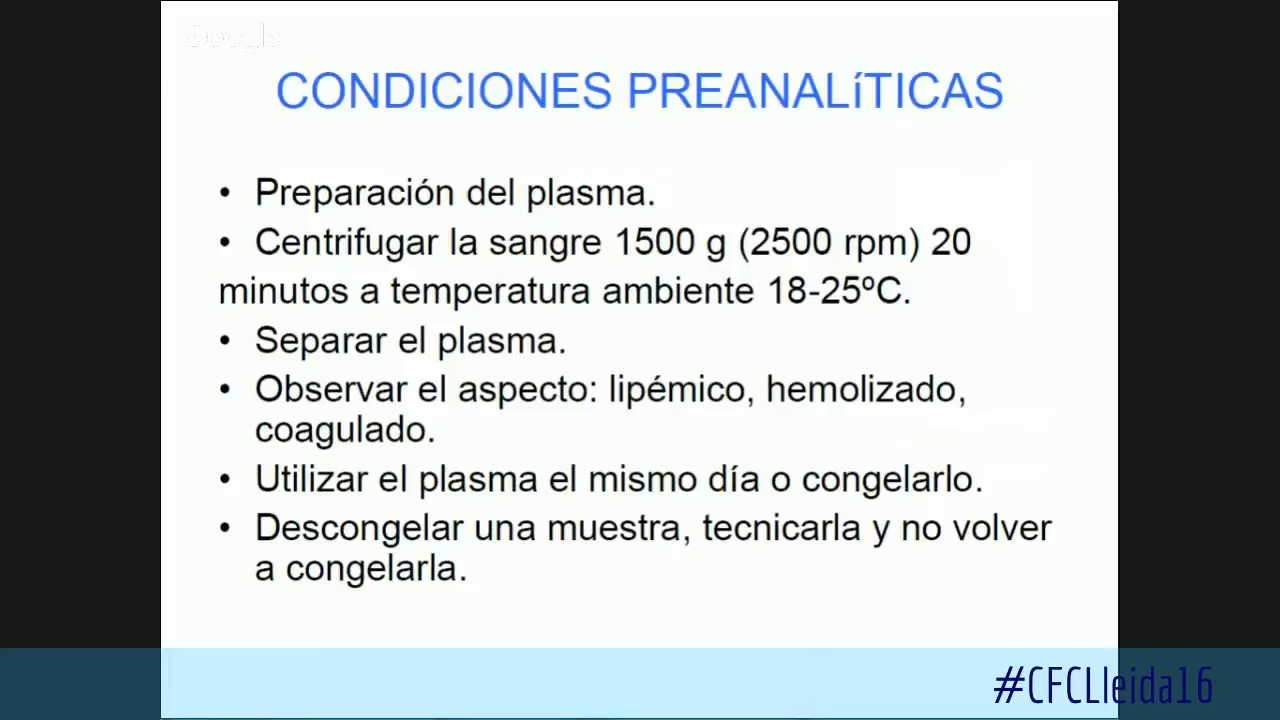 Google
CONDICIONES PREANALíTICAS
• Preparación del plasma.
• Centrifugar la sangre 1500 g (2500 rpm) 20
minutos a temperatura ambiente 18-25ºC.
• Separar el plasma.
• Observar el aspecto: lipémico, hemolizado,
coagulado.
• Utilizar el plasma el mismo día o congelarlo.
• Descongelar una muestra, tecnicarla y no volver
a congelarla.
#CFCLleida16